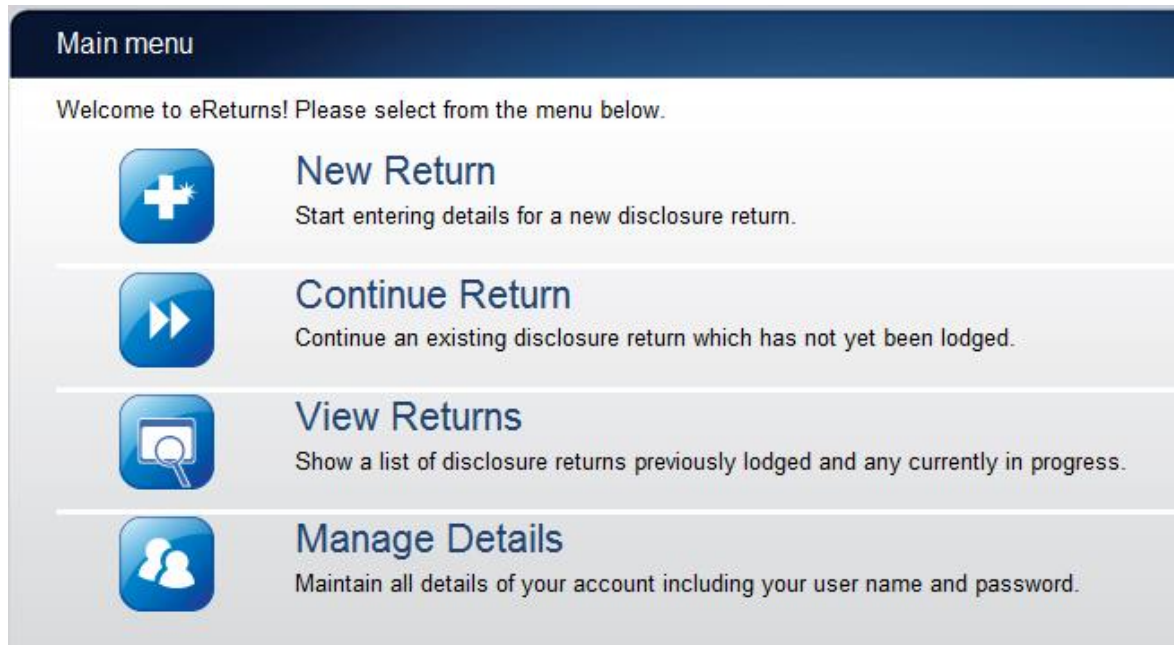 Main menu
Welcome to eReturns! Please select from the menu below.
New Return
Start entering details for a new disclosure return.
Continue Return
Continue an existing disclosure return which has not yet been lodged.
View Returns
Show a list of disclosure returns previously lodged and any currently in progress.
Manage Details
Maintain all details of your account including your user name and password.